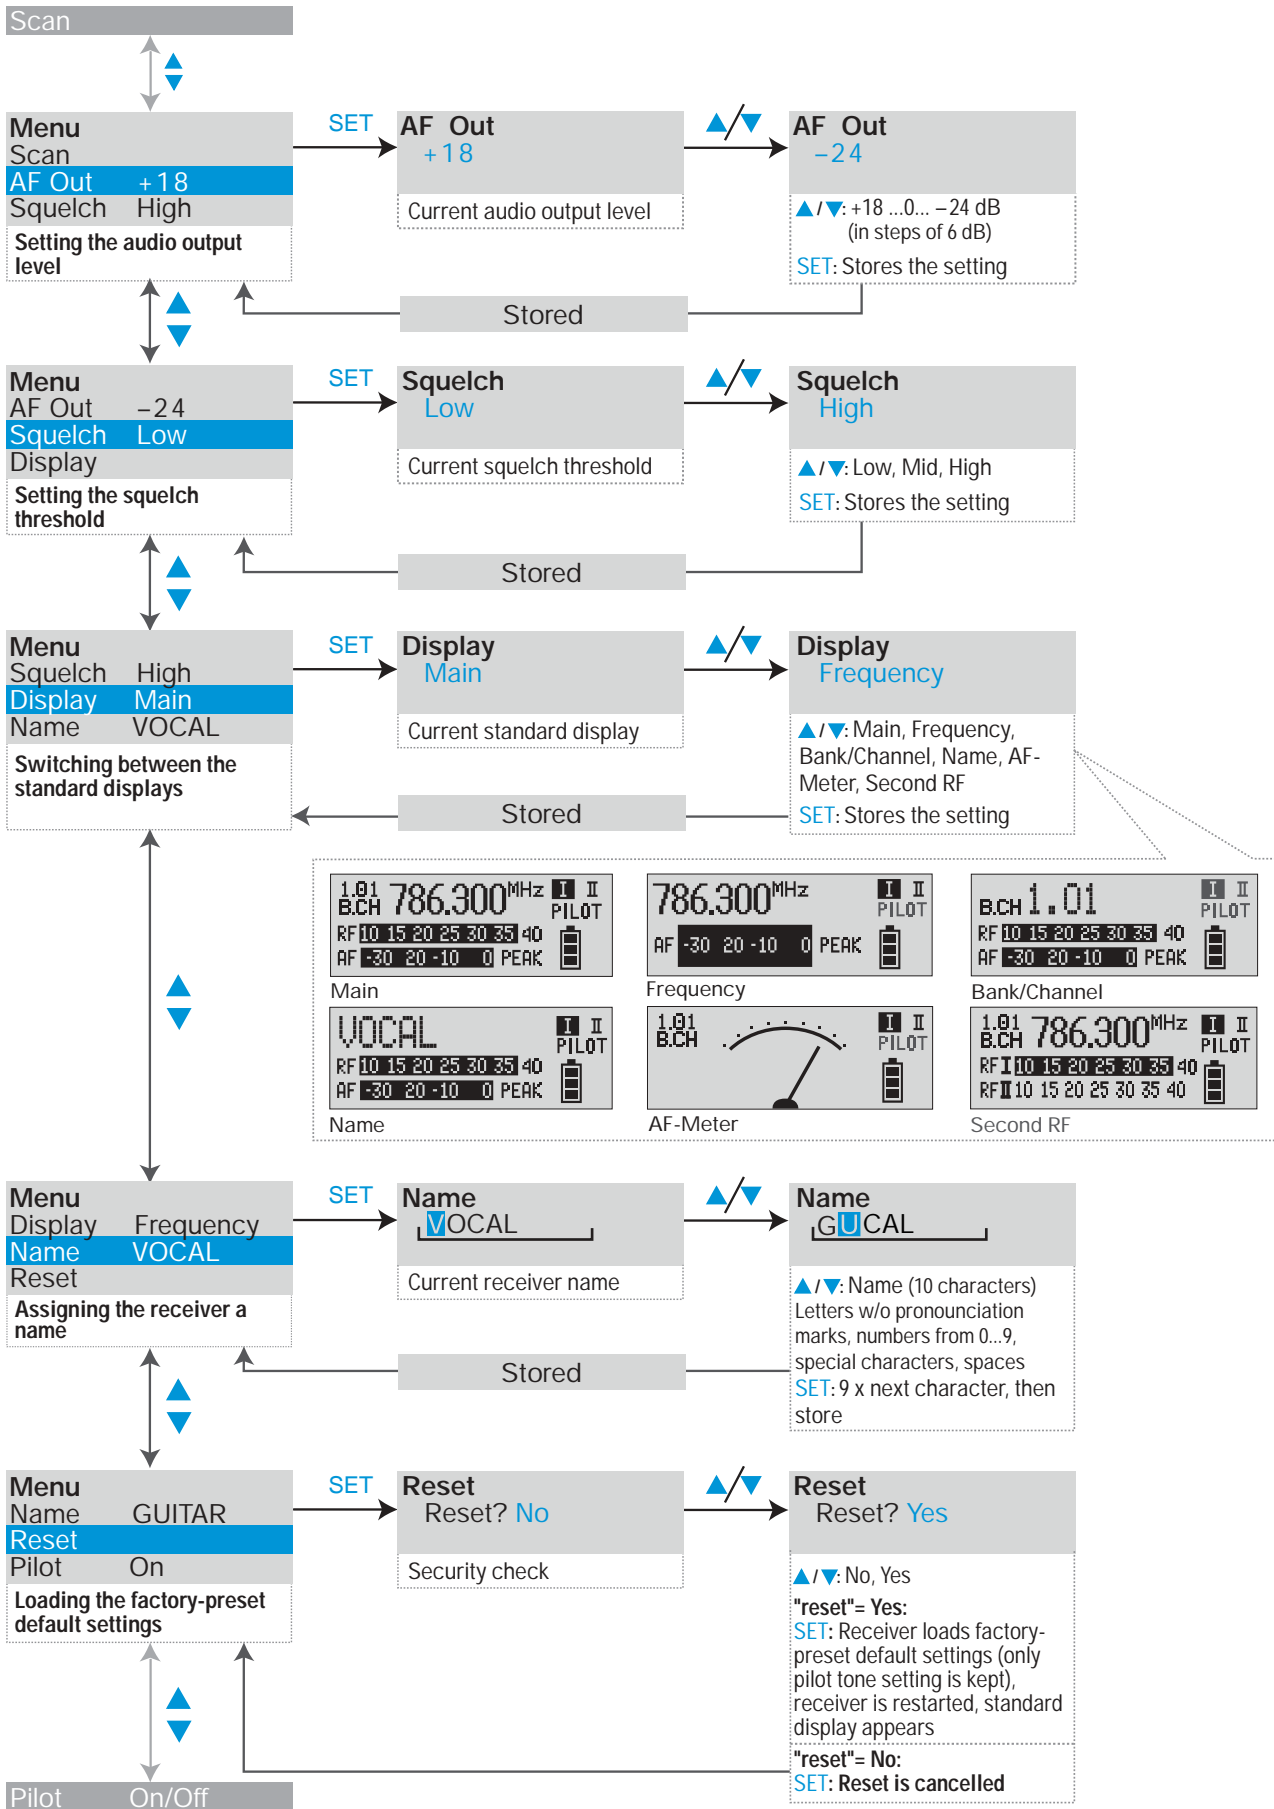 Scan
Menu
Scan
AF Out +18
Squelch High
Setting the audio output
level
SET
AF Out
+18
Current audio output level
AF Out
–24
▲/▼: +18 ...0... –24 dB
(in steps of 6 dB)
SET: Stores the setting
Stored
Menu
AF Out –24
Squelch Low
Display
Setting the squelch
threshold
SET
Squelch
Low
Current squelch threshold
Squelch
High
▲/▼: Low, Mid, High
SET: Stores the setting
Stored
Menu
Squelch High
Display Main
Name VOCAL
Switching between the
standard displays
SET
Display
Main
Current standard display
Display
Frequency
▲/▼: Main, Frequency,
Bank/Channel, Name, AF-
Meter, Second RF
SET: Stores the setting
Stored
1.01
B.CH 786.300 MHz I II
PILOT
RF 10 15 20 25 30 35 40
AF -30 20 -10 0 PEAK
Main
786.300 MHz I II
PILOT
AF -30 20 -10 0 PEAK
Frequency
B.CH 1.01 I II
PILOT
RF 10 15 20 25 30 35 40
AF -30 20 -10 0 PEAK
Bank/Channel
VOCAL I II
PILOT
RF 10 15 20 25 30 35 40
AF -30 20 -10 0 PEAK
Name
1.01
B.CH I II
PILOT
AF-Meter
1.01
B.CH 786.300 MHz I II
PILOT
RF I 10 15 20 25 30 35 40
RF II 10 15 20 25 30 35 40
Second RF
Menu
Display Frequency
Name VOCAL
Reset
Assigning the receiver a
name
SET
Name
VOCAL
Current receiver name
Name
GUCAL
▲/▼: Name (10 characters)
Letters w/o pronounciation
marks, numbers from 0...9,
special characters, spaces
SET: 9 x next character, then
store
Stored
Menu
Name GUITAR
Reset
Pilot On
Loading the factory-preset
default settings
SET
Reset
Reset? No
Security check
Reset
Reset? Yes
▲/▼: No, Yes
"reset"= Yes:
SET: Receiver loads factory-
preset default settings (only
pilot tone setting is kept),
receiver is restarted, standard
display appears
"reset"= No:
SET: Reset is cancelled
Pilot On/Off